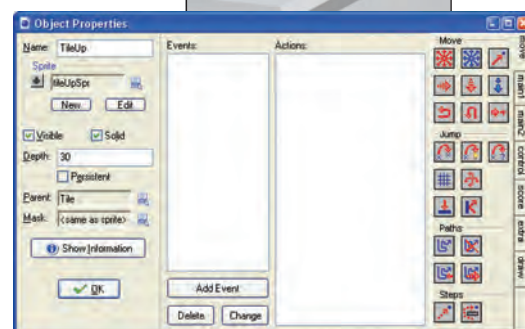 Object Properties
Name: TileUp
Sprite
tileUpSpr
New
Edit
Visible
Solid
Depth: 30
Persistent
Parent: Tile
Mask: <same as sprite>
Show Information
OK
Events:
Add Event
Delete
Change
Actions:
Move
Jump
Paths
Steps
move
main1
main2
control
score
extra
draw